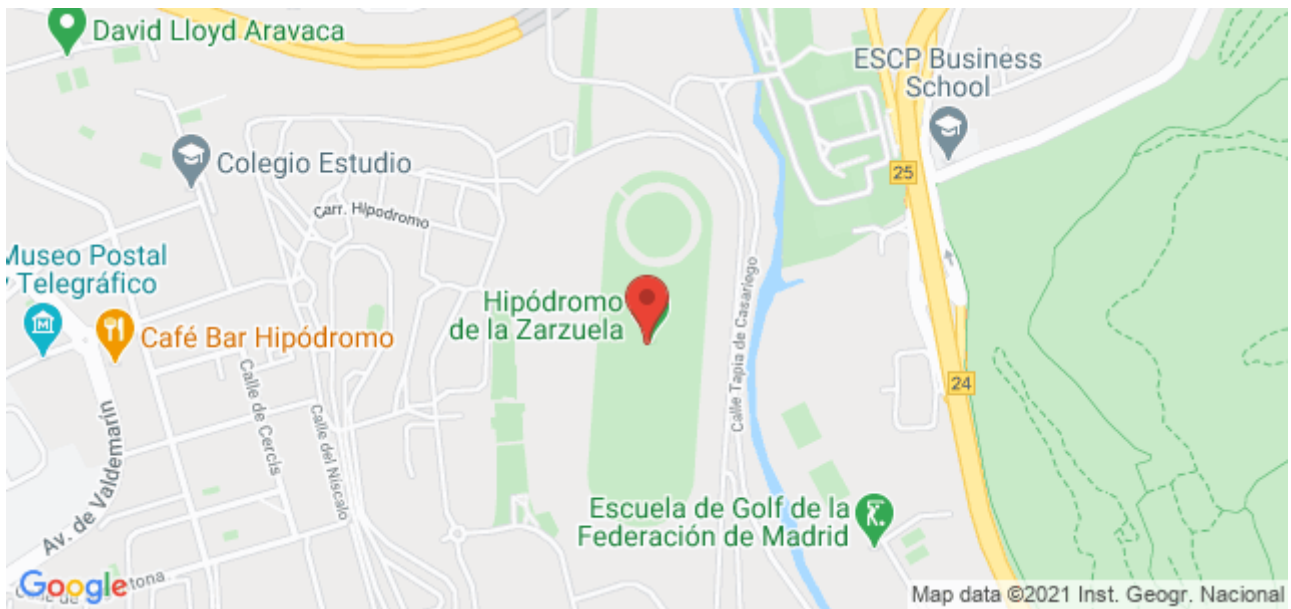 David Lloyd Aravaca
ESCP Business
School
Colegio Estudio
25
Carr. Hipodromo
Museo Postal
y Telegráfico
Hipódromo
de la Zarzuela
Café Bar Hipódromo
Calle Tapia de Casariego
24
Calle de Cercis
Calle del Níscalo
Av. de Valdemarín
Escuela de Golf de la
Federación de Madrid
Google
Map data ©2021 Inst. Geogr. Nacional